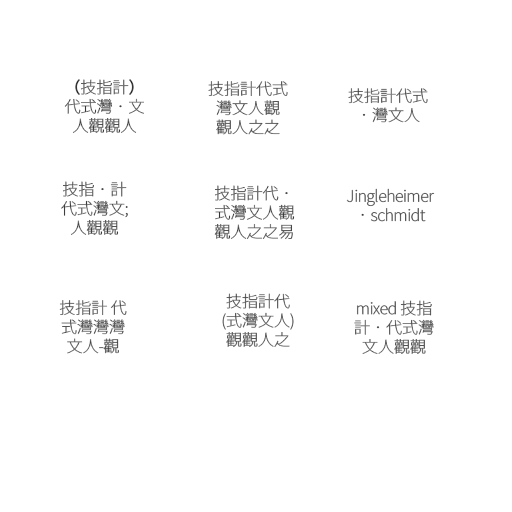 （技指計）
代式灣．文
人觀觀人
技指計代式
灣文人觀
觀人之之
技指計代式
．灣文人
技指．計
代式灣文;
人觀觀
技指計代．
式灣文人觀
觀人之之易
Jingleheimer
．schmidt
技指計 代
式灣灣灣
文人-觀
技指計代
(式灣文人)
觀觀人之
mixed 技指
計．代式灣
文人觀觀